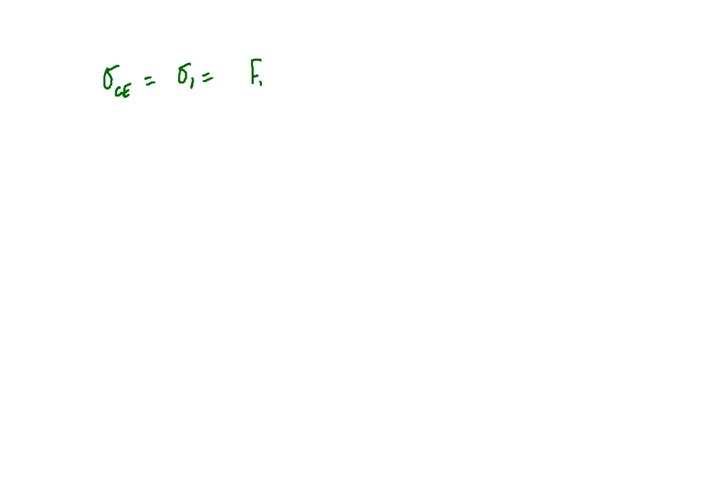 σ_CE = σ_1 = F_1